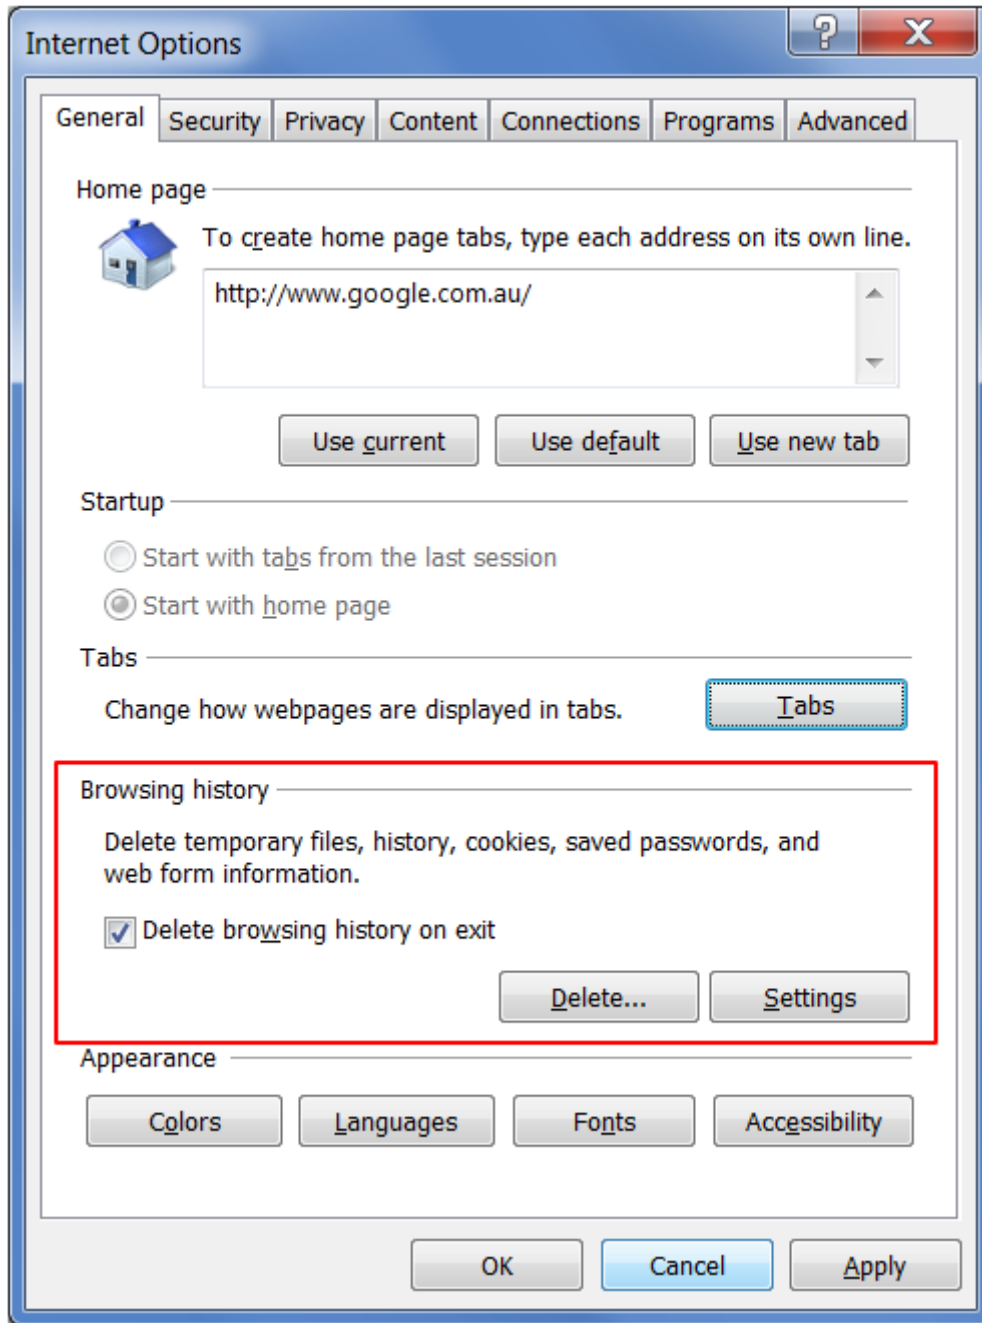 Internet Options
General Security Privacy Content Connections Programs Advanced
Home page
To create home page tabs, type each address on its own line.
http://www.google.com.au/
Use current Use default Use new tab
Startup
Start with tabs from the last session
Start with home page
Tabs
Change how webpages are displayed in tabs. Tabs
Browsing history
Delete temporary files, history, cookies, saved passwords, and
web form information.
Delete browsing history on exit
Delete... Settings
Appearance
Colors Languages Fonts Accessibility
OK Cancel Apply